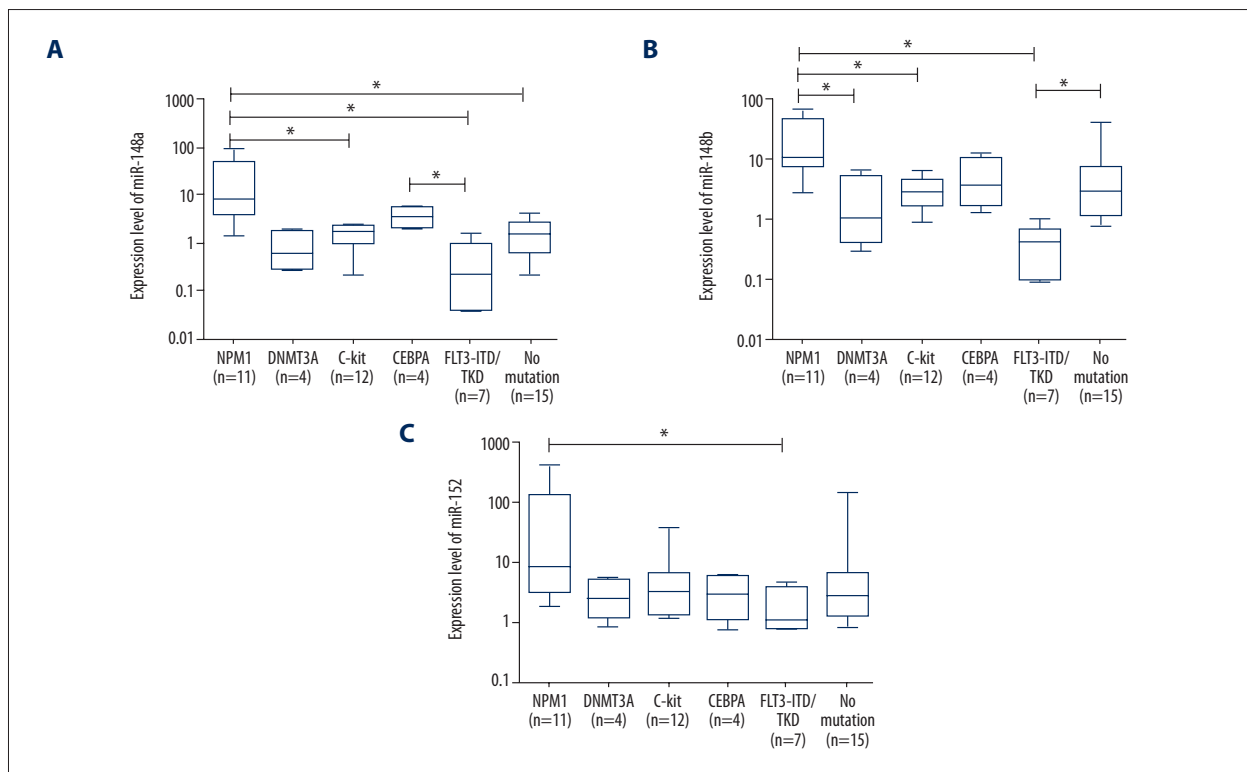 A
*
*
*
*
Expression level of miR-148a
1000
100
10
1
0.1
0.01
NPM1 DNMT3A C-kit CEBPA FLT3-ITD/ No
(n=11) (n=4) (n=12) (n=4) TKD mutation
(n=7) (n=15)
B
*
*
*
*
Expression level of miR-148b
100
10
1
0.1
0.01
NPM1 DNMT3A C-kit CEBPA FLT3-ITD/ No
(n=11) (n=4) (n=12) (n=4) TKD mutation
(n=7) (n=15)
C
*
Expression level of miR-152
1000
100
10
1
0.1
NPM1 DNMT3A C-kit CEBPA FLT3-ITD/ No
(n=11) (n=4) (n=12) (n=4) TKD mutation
(n=7) (n=15)